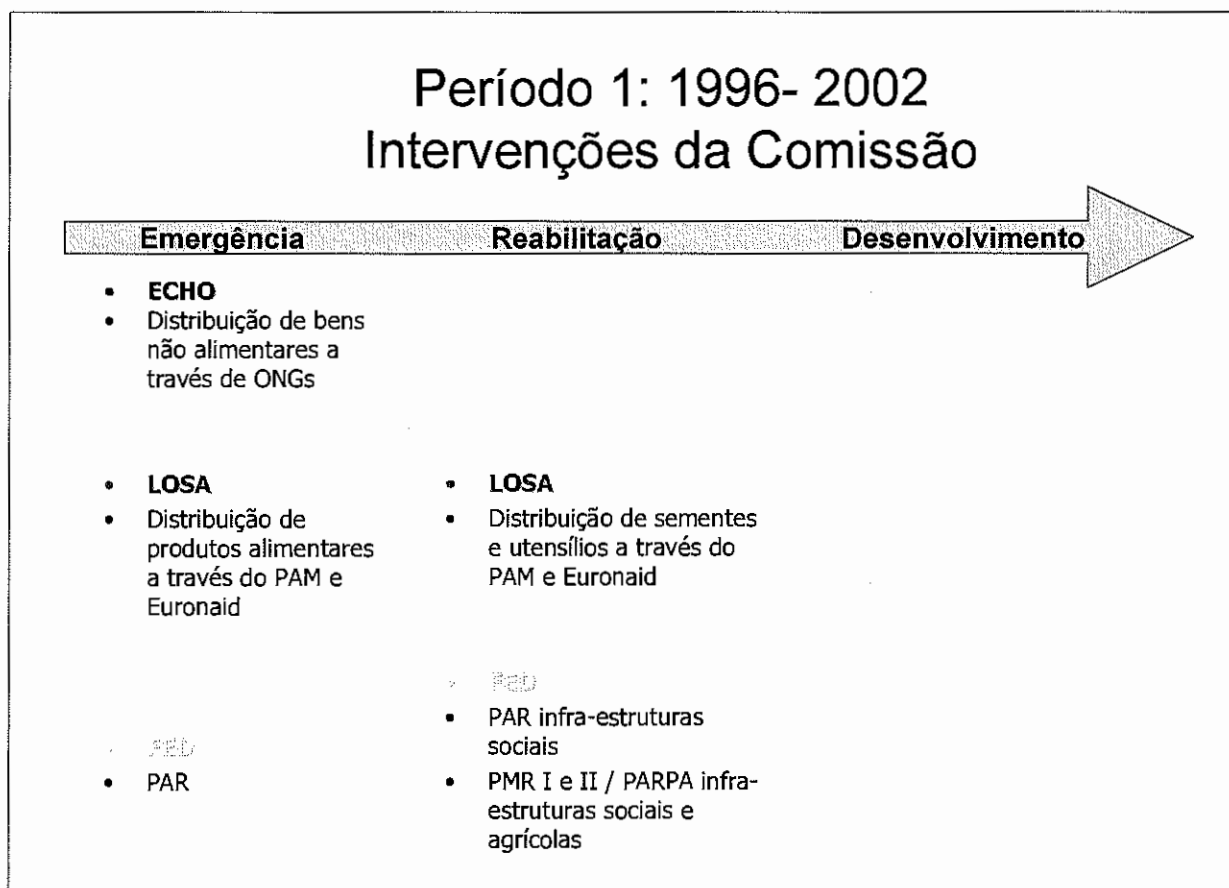 Período 1: 1996- 2002
Intervenções da Comissão
Emergência
Reabilitação
Desenvolvimento
• ECHO
• Distribuição de bens
não alimentares a
través de ONGs
• LOSA
• Distribuição de
produtos alimentares
a través do PAM e
Euronaid
• FED
• PAR
• LOSA
• Distribuição de sementes
e utensílios a través do
PAM e Euronaid
• FED
• PAR infra-estruturas
sociais
• PMR I e II / PARPA infra-
estruturas sociais e
agrícolas